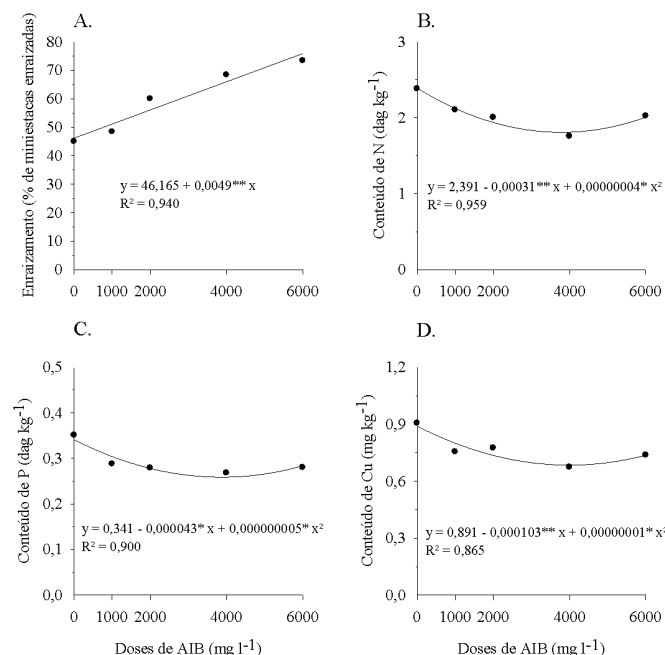 A.
Enraizamento (% de miniestacas enraizadas)
80
70
60
50
40
30
20
10
0
y = 46,165 + 0,0049** x
R² = 0,940
0 1000 2000 4000 6000
B.
Conteúdo de N (dag kg-1)
3
2
1
0
y = 2,391 - 0,00031** x + 0,00000004* x²
R² = 0,959
0 1000 2000 4000 6000
C.
Conteúdo de P (dag kg-1)
0,5
0,4
0,3
0,2
0,1
0,0
y = 0,341 - 0,000043* x + 0,000000005* x²
R² = 0,900
0 1000 2000 4000 6000
Doses de AIB (mg l-1)
D.
Conteúdo de Cu (mg kg-1)
1,2
0,9
0,6
0,3
0,0
y = 0,891 - 0,000103** x + 0,00000001* x²
R² = 0,865
0 1000 2000 4000 6000
Doses de AIB (mg l-1)